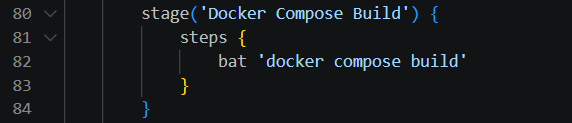 80 stage('Docker Compose Build') {
81 steps {
82 bat 'docker compose build'
83 }
84 }